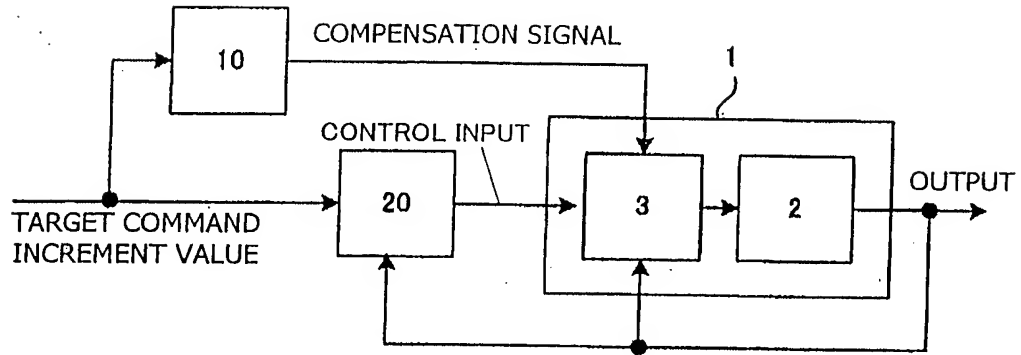 10
COMPENSATION SIGNAL
1
CONTROL INPUT
20
3
2
OUTPUT
TARGET COMMAND
INCREMENT VALUE